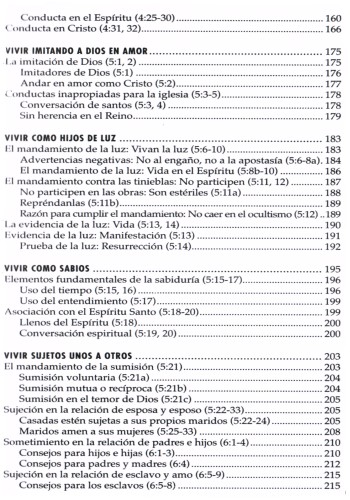 Conducta en el Espíritu (4:25-30) ... 160
Conducta en Cristo (4:31, 32) ... 166
VIVIR IMITANDO A DIOS EN AMOR ... 175
La imitación de Dios (5:1, 2) ... 175
Imitadores de Dios (5:1) ... 176
Andar en amor como Cristo (5:2) ... 177
Conductas inapropiadas para la iglesia (5:3-5) ... 178
Conversación de santos (5:3, 4) ... 178
Sin herencia en el Reino ... 179
VIVIR COMO HIJOS DE LUZ ... 183
El mandamiento de la luz: Vivan la luz (5:6-10) ... 183
Advertencias negativas: No al engaño, no a la apostasía (5:6-8a). 184
El mandamiento de la luz: Vida en el Espíritu (5:8b-10) ... 186
El mandamiento contra las tinieblas: No participen (5:11, 12) ... 187
No participen en las obras: Son estériles (5:11a) ... 188
Repréndanlas (5:11b) ... 189
Razón para cumplir el mandamiento: No caer en el ocultismo (5:12) .. 189
La evidencia de la luz: Vida (5:13, 14) ... 190
Evidencia de la luz: Manifestación (5:13) ... 191
Prueba de la luz: Resurrección (5:14) ... 192
VIVIR COMO SABIOS ... 195
Elementos fundamentales de la sabiduría (5:15-17) ... 196
Uso del tiempo (5:15, 16) ... 196
Uso del entendimiento (5:17) ... 199
Asociación con el Espíritu Santo (5:18-20) ... 199
Llenos del Espíritu (5:18) ... 200
Conversación espiritual (5:19, 20) ... 200
VIVIR SUJETOS UNOS A OTROS ... 203
El mandamiento de la sumisión (5:21) ... 203
Sumisión voluntaria (5:21a) ... 204
Sumisión mutua o recíproca (5:21b) ... 204
Sumisión en el temor de Dios (5:21c) ... 205
Sujeción en la relación de esposa y esposo (5:22-33) ... 205
Casadas estén sujetas a sus propios maridos (5:22-24) ... 205
Maridos amen a sus mujeres (5:25-33) ... 208
Sometimiento en la relación de padres e hijos (6:1-4) ... 210
Consejos para hijos e hijas (6:1-3) ... 210
Consejos para padres y madres (6:4) ... 212
Sujeción en la relación de esclavo y amo (6:5-9) ... 215
Consejos para los esclavos (6:5-8) ... 215